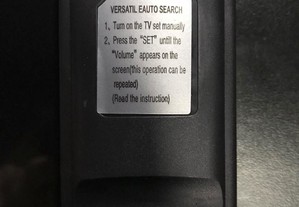 VERSATIL EAUTO SEARCH
1、Turn on the TV set manually
2、Press the "SET" untill the
"Volume" appears on the
screen(this operation can be
repeated)
(Read the instruction)